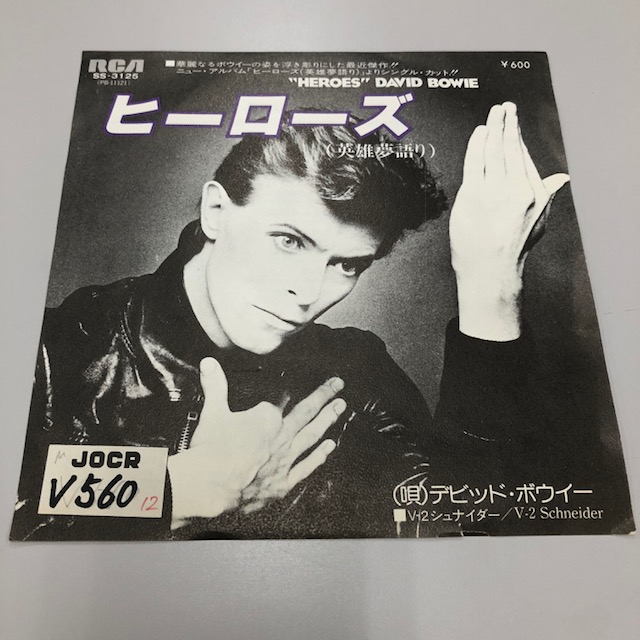 RCA
SS-3125
(PB-11121)
■華麗なるボウイーの姿を浮き彫りにした最近傑作!!
ニュー・アルバム「ヒーローズ(英雄夢語り)」よりシングル・カット!!
¥600
"HEROES" DAVID BOWIE
ヒーローズ
(英雄夢語り)
JOCR
V560
12
(唄)デビッド・ボウイー
■V-2シュナイダー/V-2 Schneider